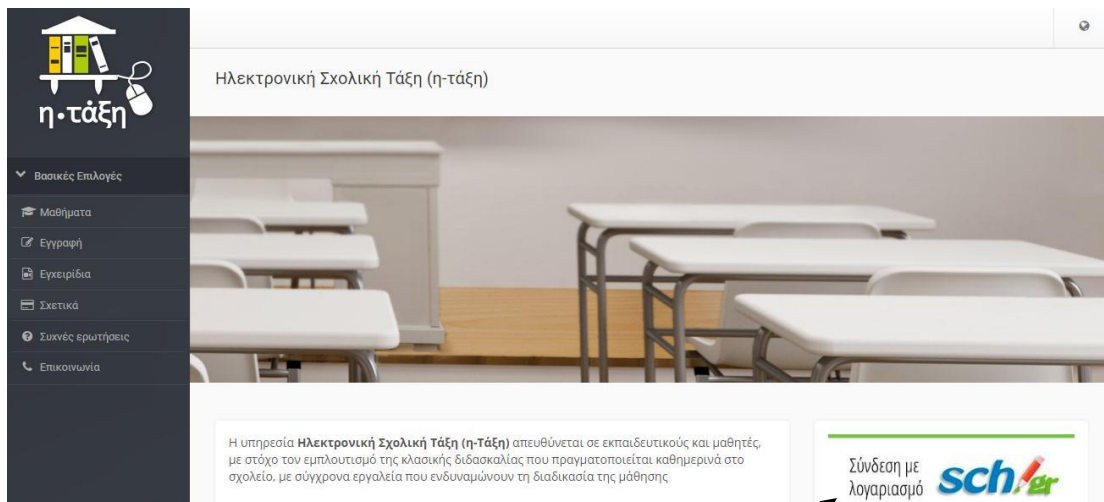 η·τάξη
Ηλεκτρονική Σχολική Τάξη (η-τάξη)
Βασικές Επιλογές
Μαθήματα
Εγγραφή
Εγχειρίδια
Σχετικά
Συχνές ερωτήσεις
Επικοινωνία
Η υπηρεσία Ηλεκτρονική Σχολική Τάξη (η-Τάξη) απευθύνεται σε εκπαιδευτικούς και μαθητές,
με στόχο τον εμπλουτισμό της κλασικής διδασκαλίας που πραγματοποιείται καθημερινά στο
σχολείο, με σύγχρονα εργαλεία που ενδυναμώνουν τη διαδικασία της μάθησης
Σύνδεση με
λογαριασμό
sch.gr